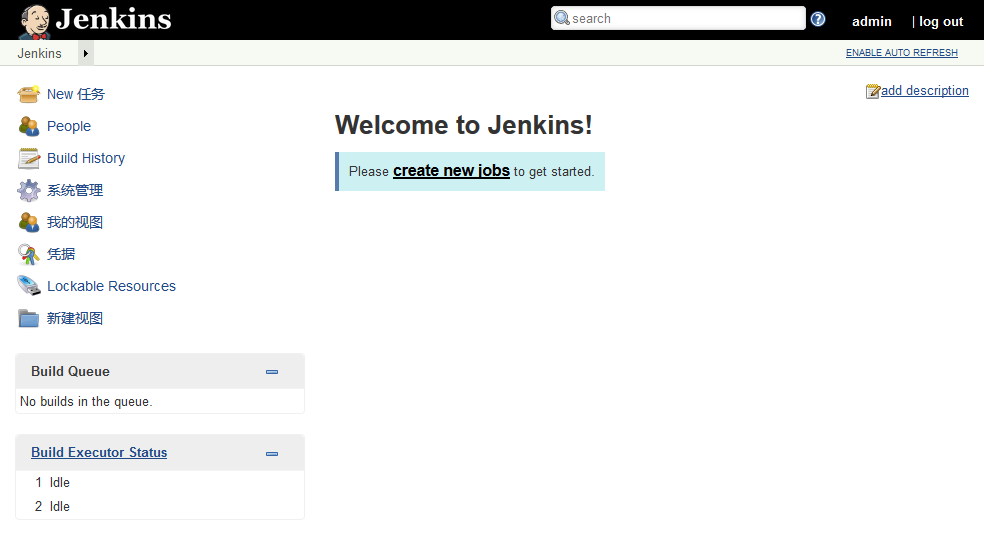 Jenkins
search
admin
| log out
Jenkins
ENABLE AUTO REFRESH
New 任务
People
Build History
系统管理
我的视图
凭据
Lockable Resources
新建视图
add description
Welcome to Jenkins!
Please create new jobs to get started.
Build Queue
No builds in the queue.
Build Executor Status
1 Idle
2 Idle